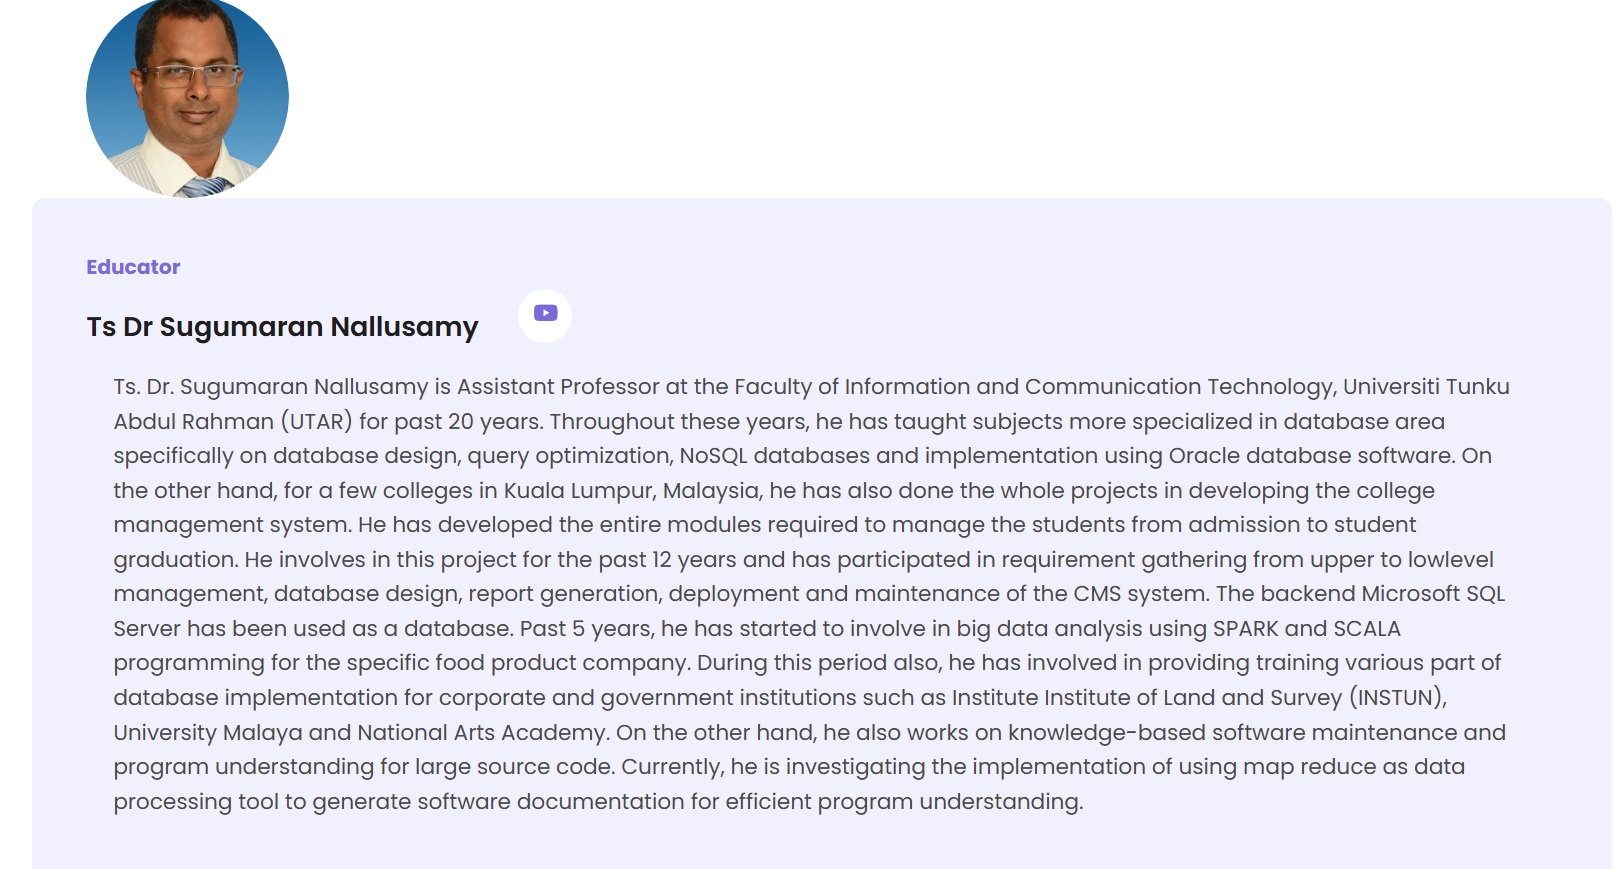 Educator
Ts Dr Sugumaran Nallusamy
Ts. Dr. Sugumaran Nallusamy is Assistant Professor at the Faculty of Information and Communication Technology, Universiti Tunku
Abdul Rahman (UTAR) for past 20 years. Throughout these years, he has taught subjects more specialized in database area
specifically on database design, query optimization, NoSQL databases and implementation using Oracle database software. On
the other hand, for a few colleges in Kuala Lumpur, Malaysia, he has also done the whole projects in developing the college
management system. He has developed the entire modules required to manage the students from admission to student
graduation. He involves in this project for the past 12 years and has participated in requirement gathering from upper to lowlevel
management, database design, report generation, deployment and maintenance of the CMS system. The backend Microsoft SQL
Server has been used as a database. Past 5 years, he has started to involve in big data analysis using SPARK and SCALA
programming for the specific food product company. During this period also, he has involved in providing training various part of
database implementation for corporate and government institutions such as Institute Institute of Land and Survey (INSTUN),
University Malaya and National Arts Academy. On the other hand, he also works on knowledge-based software maintenance and
program understanding for large source code. Currently, he is investigating the implementation of using map reduce as data
processing tool to generate software documentation for efficient program understanding.